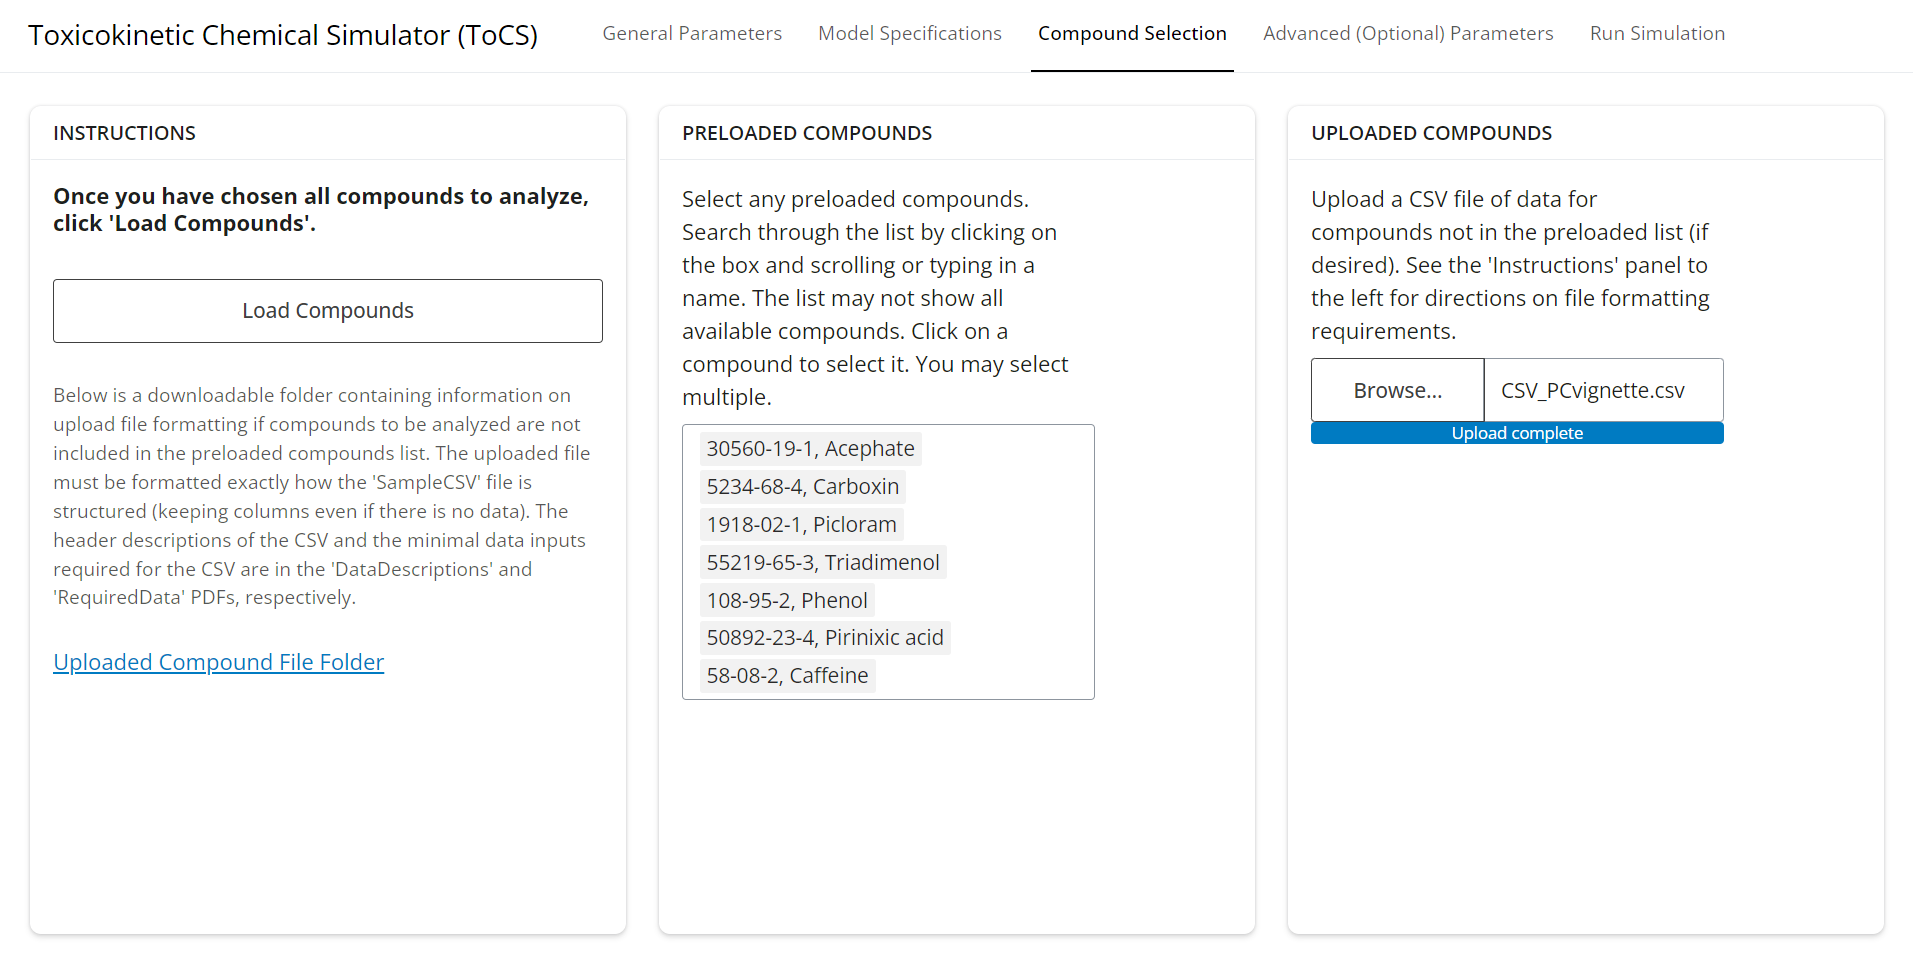 Toxicokinetic Chemical Simulator (ToCS)
General Parameters
Model Specifications
Compound Selection
Advanced (Optional) Parameters
Run Simulation
INSTRUCTIONS
Once you have chosen all compounds to analyze,
click 'Load Compounds'.
Load Compounds
Below is a downloadable folder containing information on
upload file formatting if compounds to be analyzed are not
included in the preloaded compounds list. The uploaded file
must be formatted exactly how the 'SampleCSV' file is
structured (keeping columns even if there is no data). The
header descriptions of the CSV and the minimal data inputs
required for the CSV are in the 'DataDescriptions' and
'RequiredData' PDFs, respectively.
Uploaded Compound File Folder
PRELOADED COMPOUNDS
Select any preloaded compounds.
Search through the list by clicking on
the box and scrolling or typing in a
name. The list may not show all
available compounds. Click on a
compound to select it. You may select
multiple.
30560-19-1, Acephate
5234-68-4, Carboxin
1918-02-1, Picloram
55219-65-3, Triadimenol
108-95-2, Phenol
50892-23-4, Pirinixic acid
58-08-2, Caffeine
UPLOADED COMPOUNDS
Upload a CSV file of data for
compounds not in the preloaded list (if
desired). See the 'Instructions' panel to
the left for directions on file formatting
requirements.
Browse...
CSV_PCvignette.csv
Upload complete